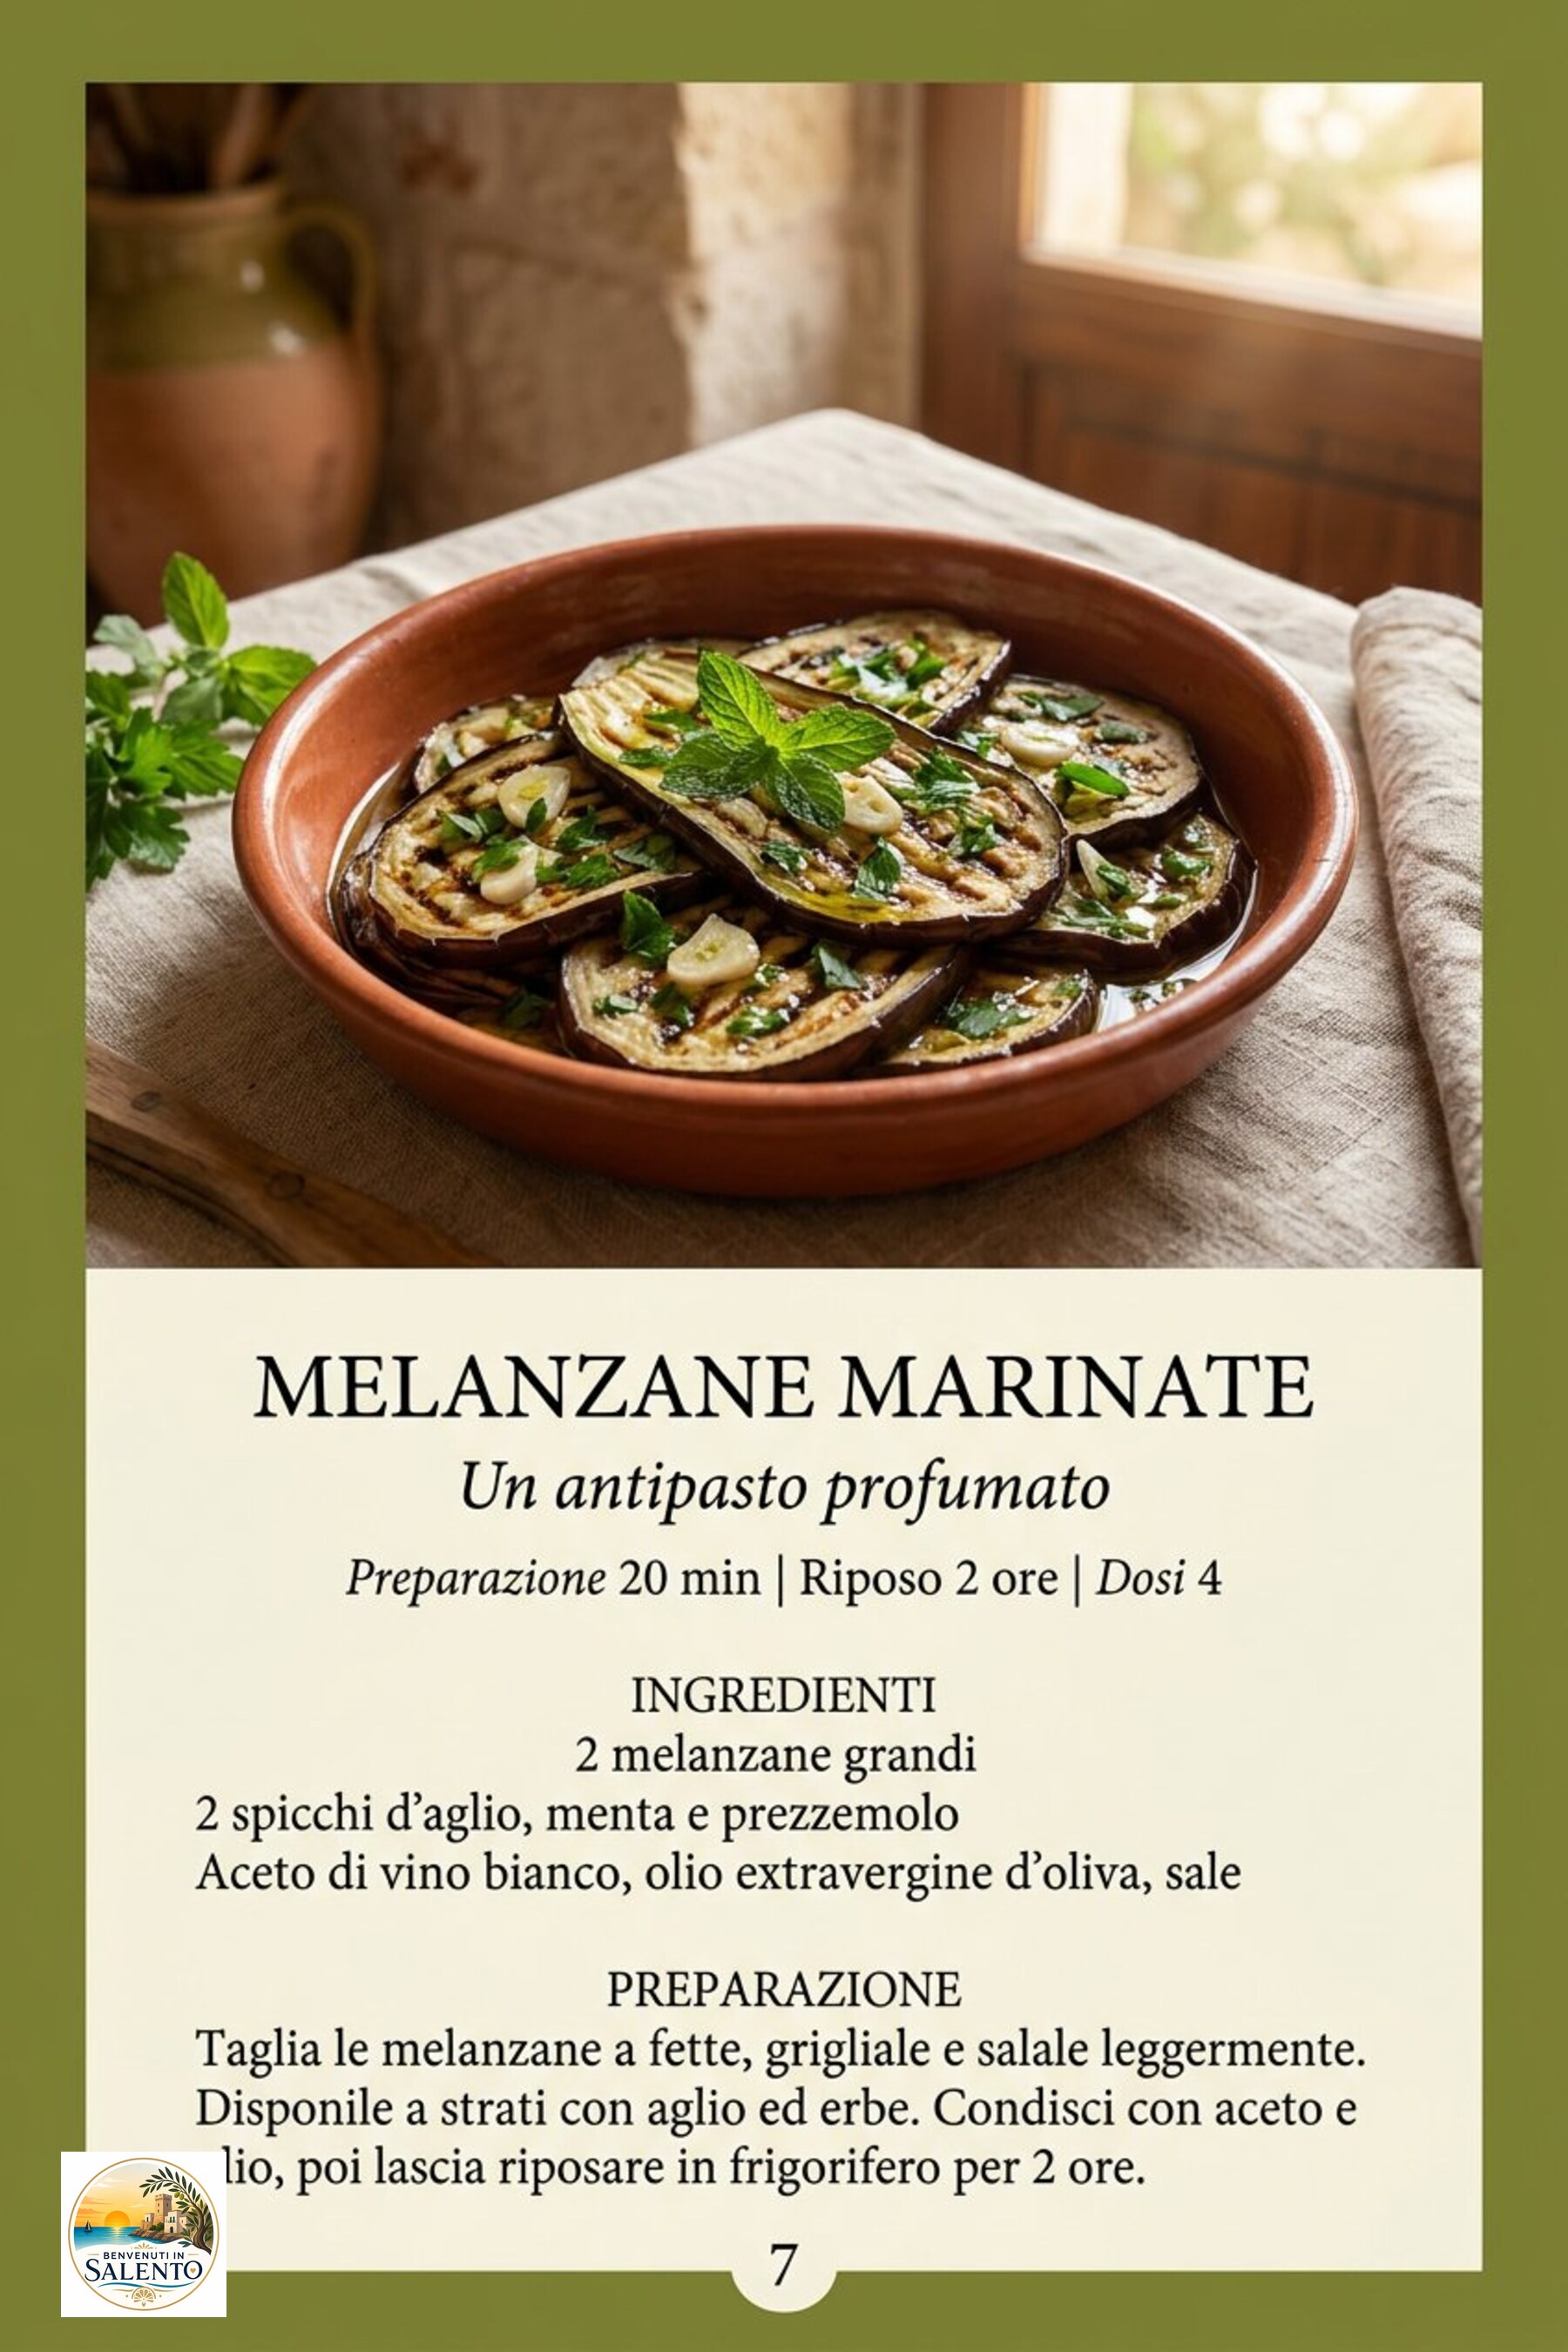 MELANZANE MARINATE
Un antipasto profumato
Preparazione 20 min | Riposo 2 ore | Dosi 4
INGREDIENTI
2 melanzane grandi
2 spicchi d’aglio, menta e prezzemolo
Aceto di vino bianco, olio extravergine d’oliva, sale
PREPARAZIONE
Taglia le melanzane a fette, grigliale e salale leggermente.
Disponile a strati con aglio ed erbe. Condisci con aceto e
lio, poi lascia riposare in frigorifero per 2 ore.
BENVENUTI IN
SALENTO
7